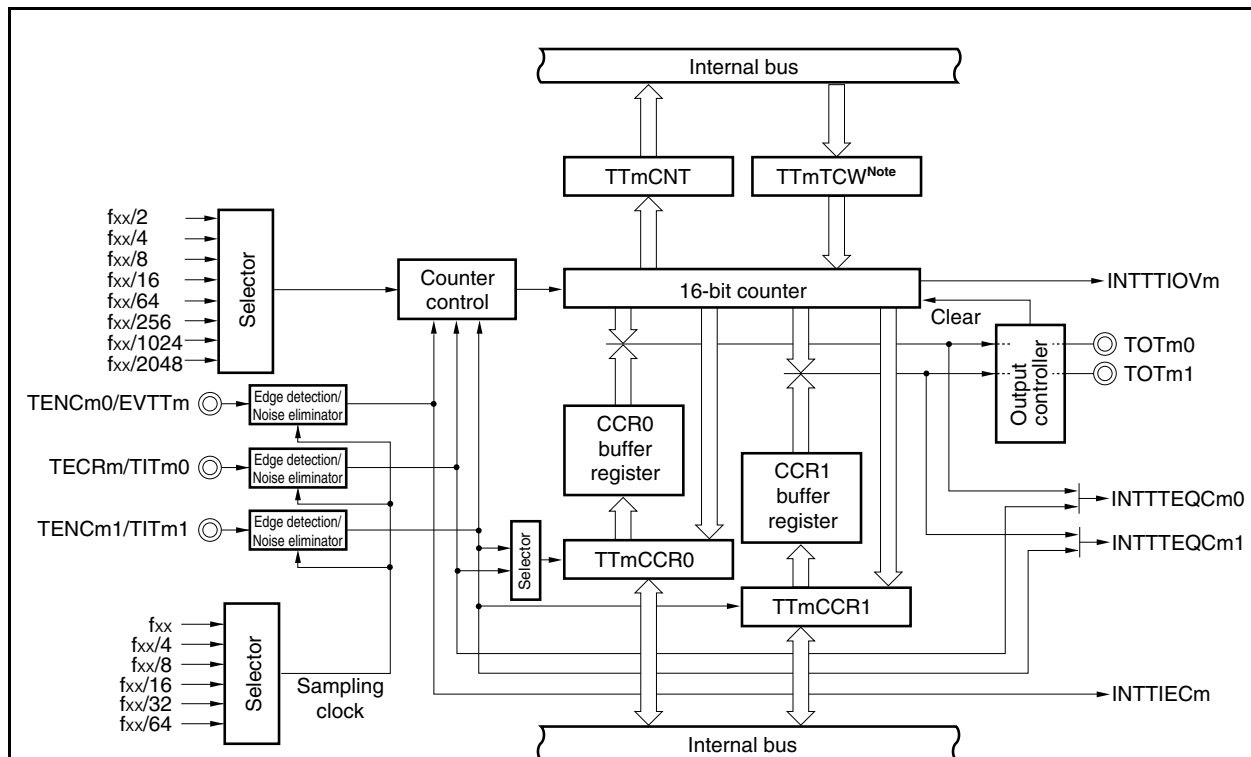 Internal bus
TTmCNT
TTmTCWNote
fxx/2
fxx/4
fxx/8
fxx/16
fxx/64
fxx/256
fxx/1024
fxx/2048
Selector
Counter
control
16-bit counter
INTTTIOVm
Clear
Output
controller
TOTm0
TOTm1
TENCm0/EVTTm
Edge detection/
Noise eliminator
TECRm/TITm0
Edge detection/
Noise eliminator
TENCm1/TITm1
Edge detection/
Noise eliminator
CCR0
buffer
register
CCR1
buffer
register
Selector
TTmCCR0
TTmCCR1
INTTTEQCm0
INTTTEQCm1
fxx
fxx/4
fxx/8
fxx/16
fxx/32
fxx/64
Selector
Sampling
clock
INTTIECm
Internal bus